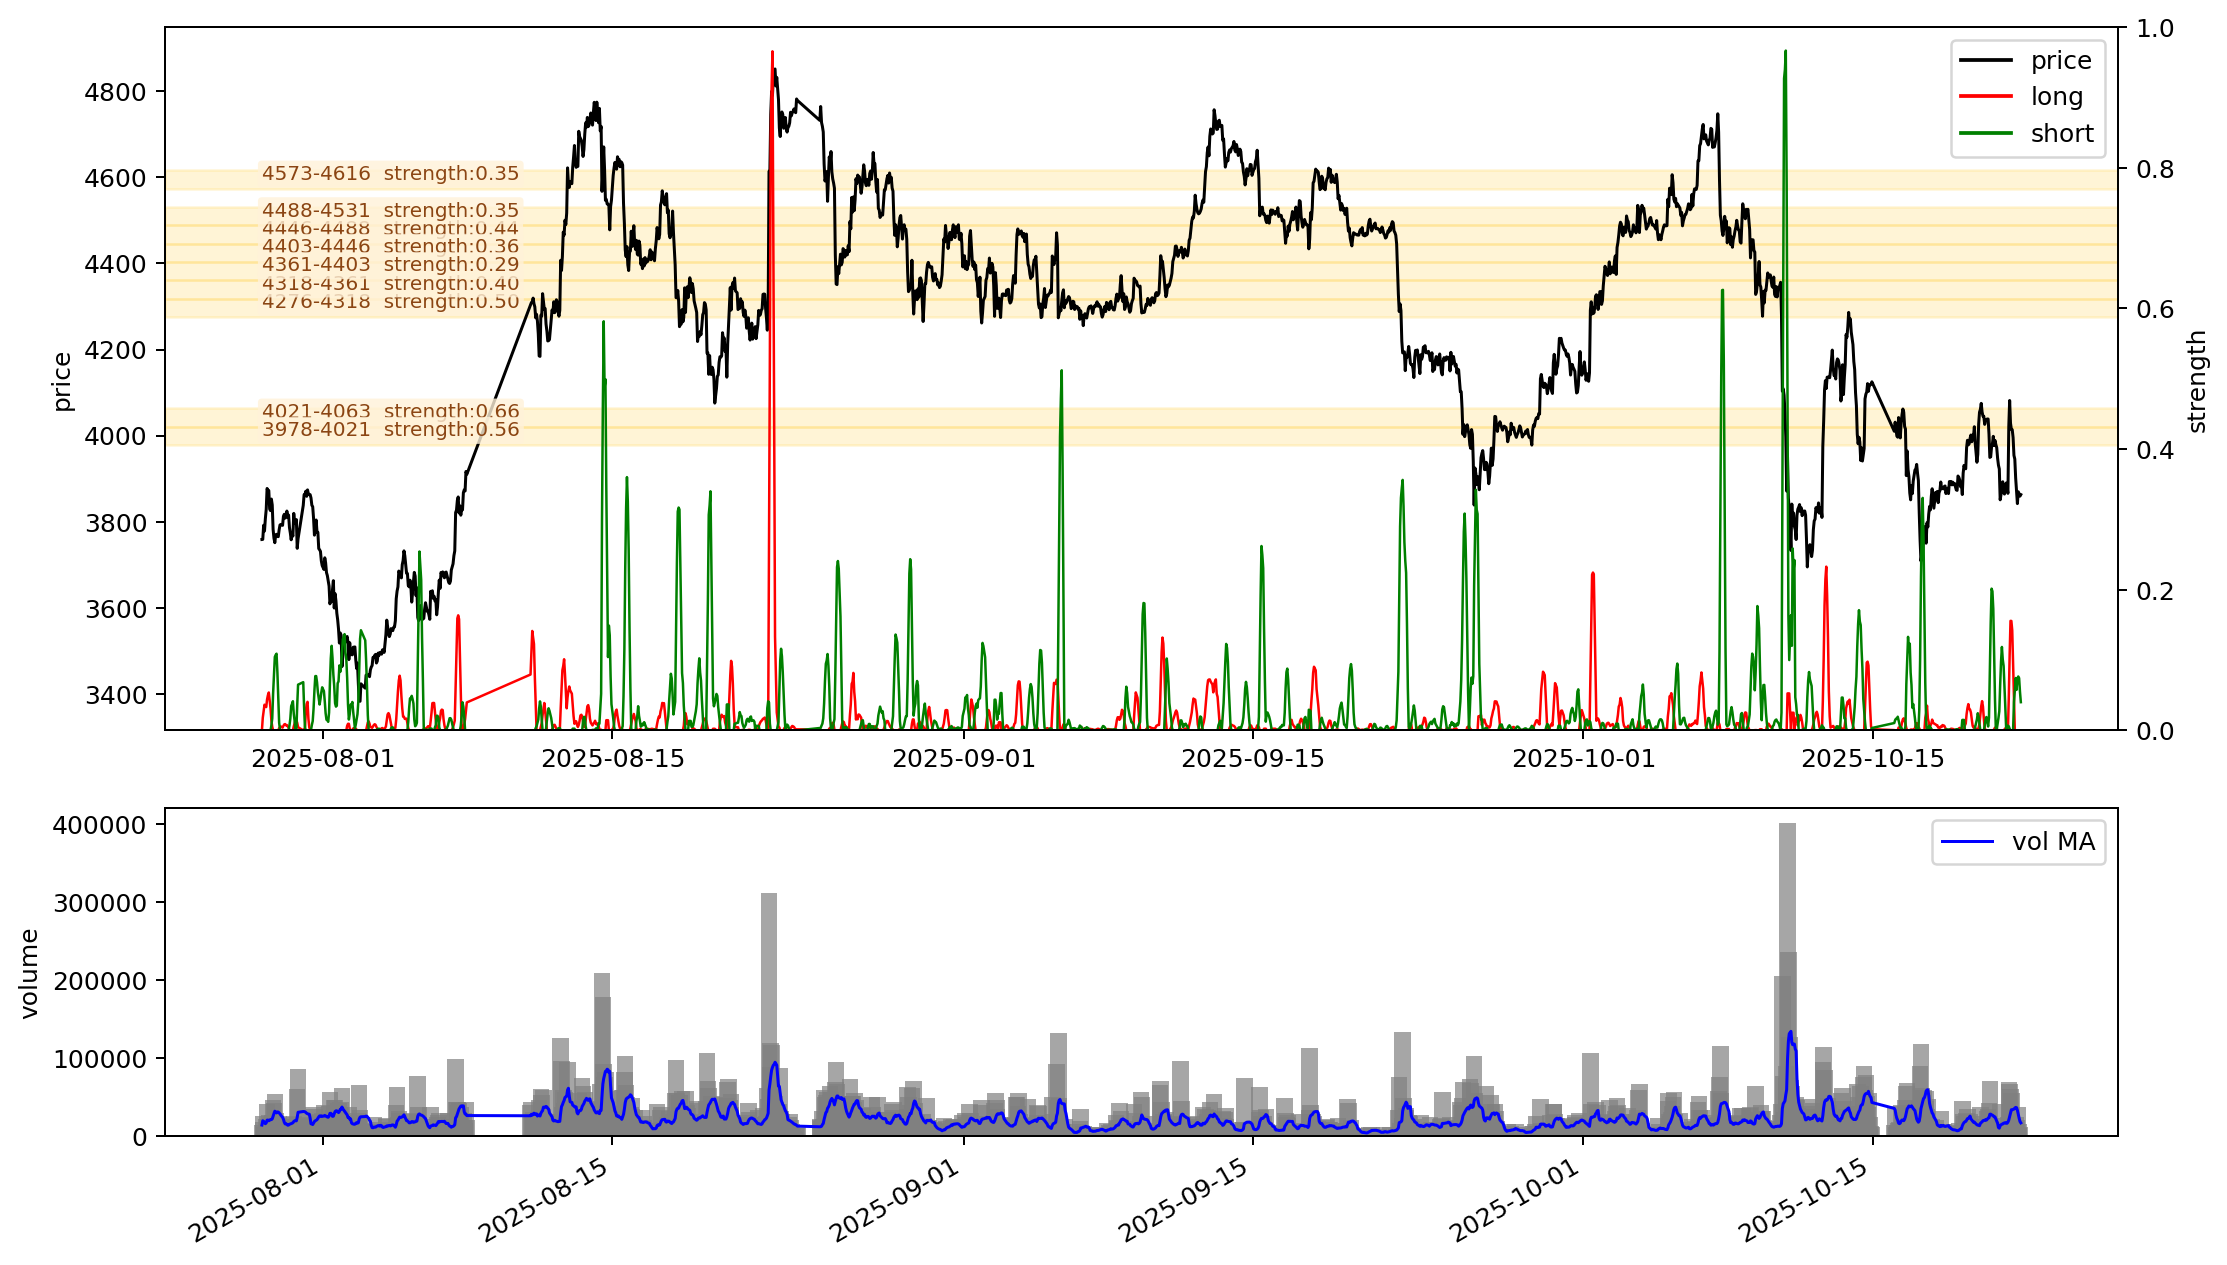 price
long
short
1.0
0.8
0.6
0.4
0.2
0.0
strength
4800
4600
4400
4200
4000
3800
3600
3400
price
4573-4616 strength:0.35
4488-4531 strength:0.35
4446-4488 strength:0.44
4403-4446 strength:0.36
4361-4403 strength:0.29
4318-4361 strength:0.40
4276-4318 strength:0.50
4021-4063 strength:0.66
3978-4021 strength:0.56
2025-08-01 2025-08-15 2025-09-01 2025-09-15 2025-10-01 2025-10-15
vol MA
400000
300000
200000
100000
0
volume
2025-08-01 2025-08-15 2025-09-01 2025-09-15 2025-10-01 2025-10-15